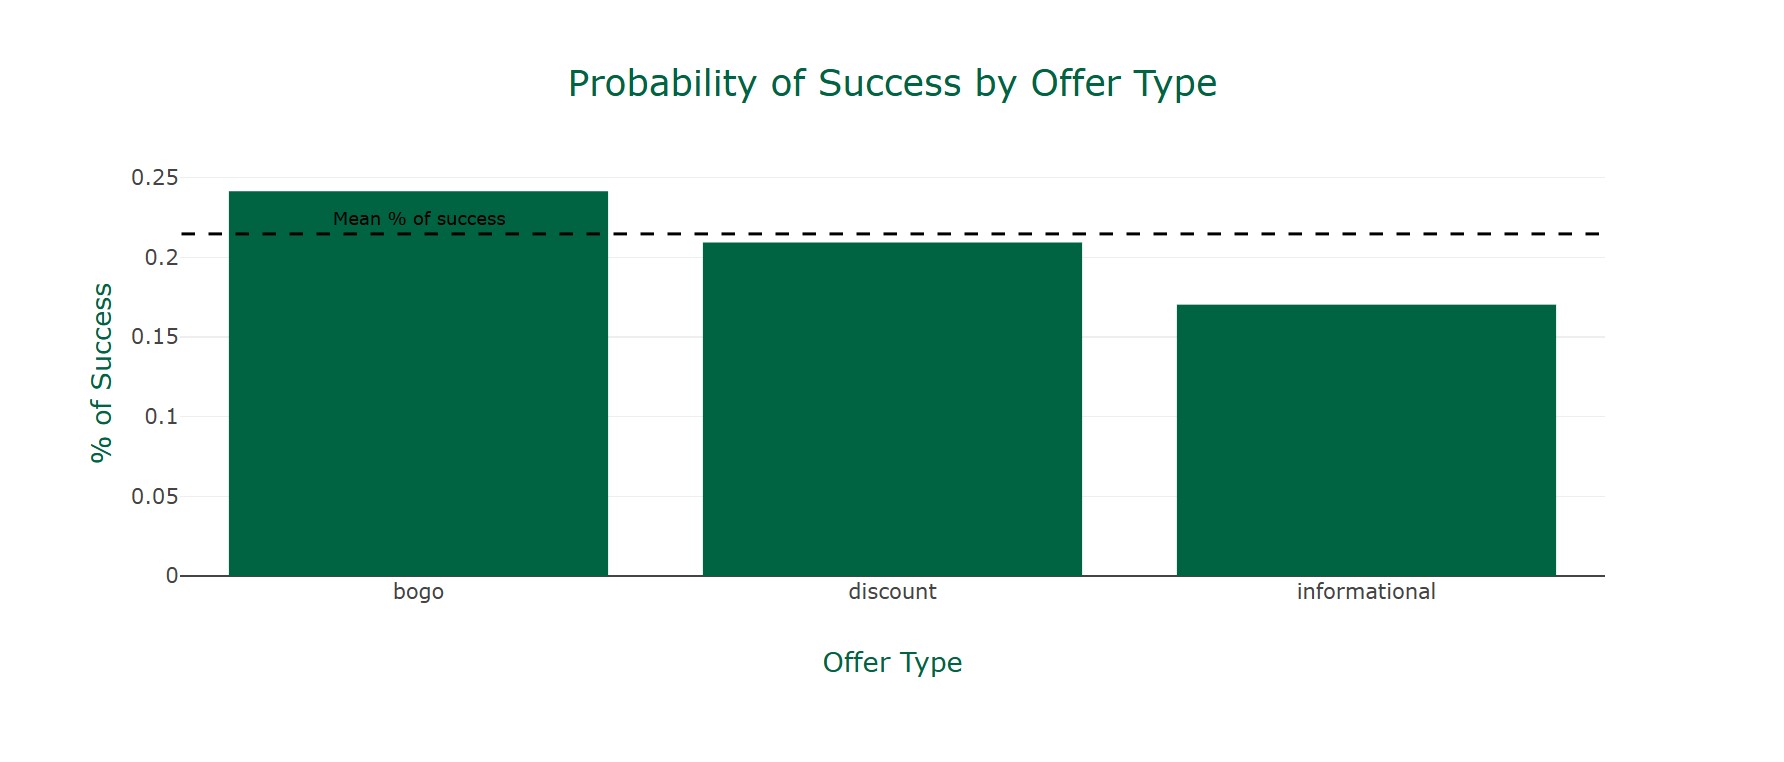 Probability of Success by Offer Type
0.25
Mean % of success
0.2
0.15
0.1
0.05
0
% of Success
bogo
discount
informational
Offer Type